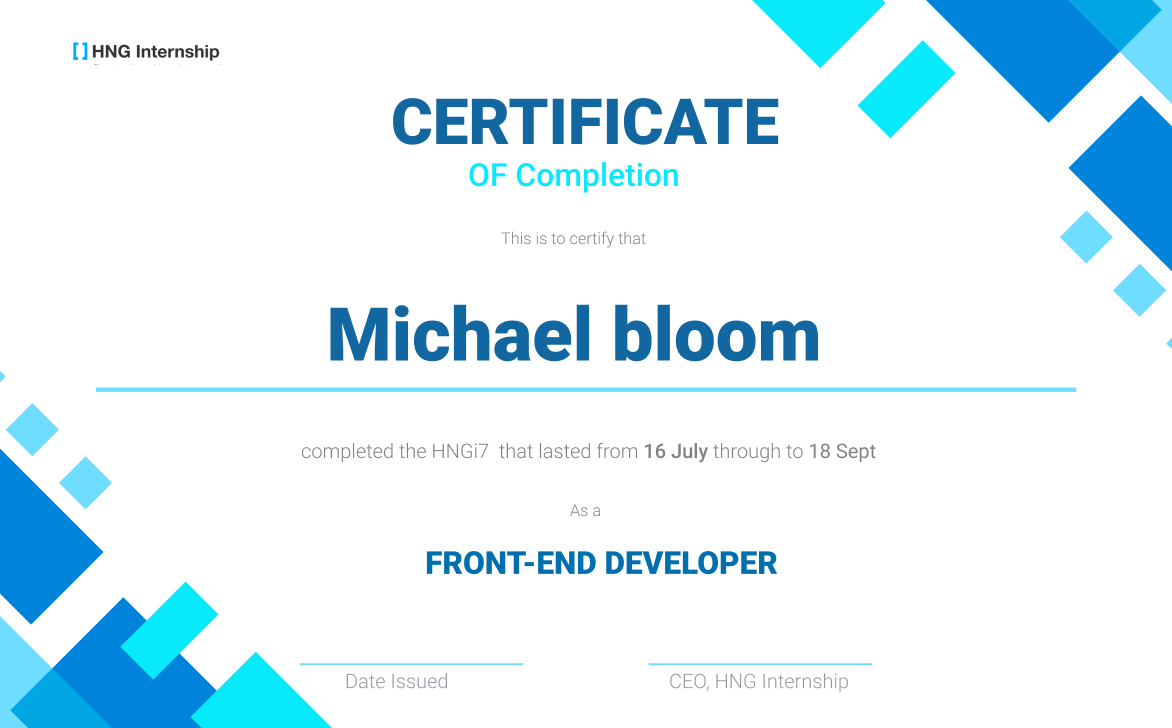 [ ] HNG Internship
CERTIFICATE
OF Completion
This is to certify that
Michael bloom
completed the HNGi7 that lasted from 16 July through to 18 Sept
As a
FRONT-END DEVELOPER
Date Issued
CEO, HNG Internship